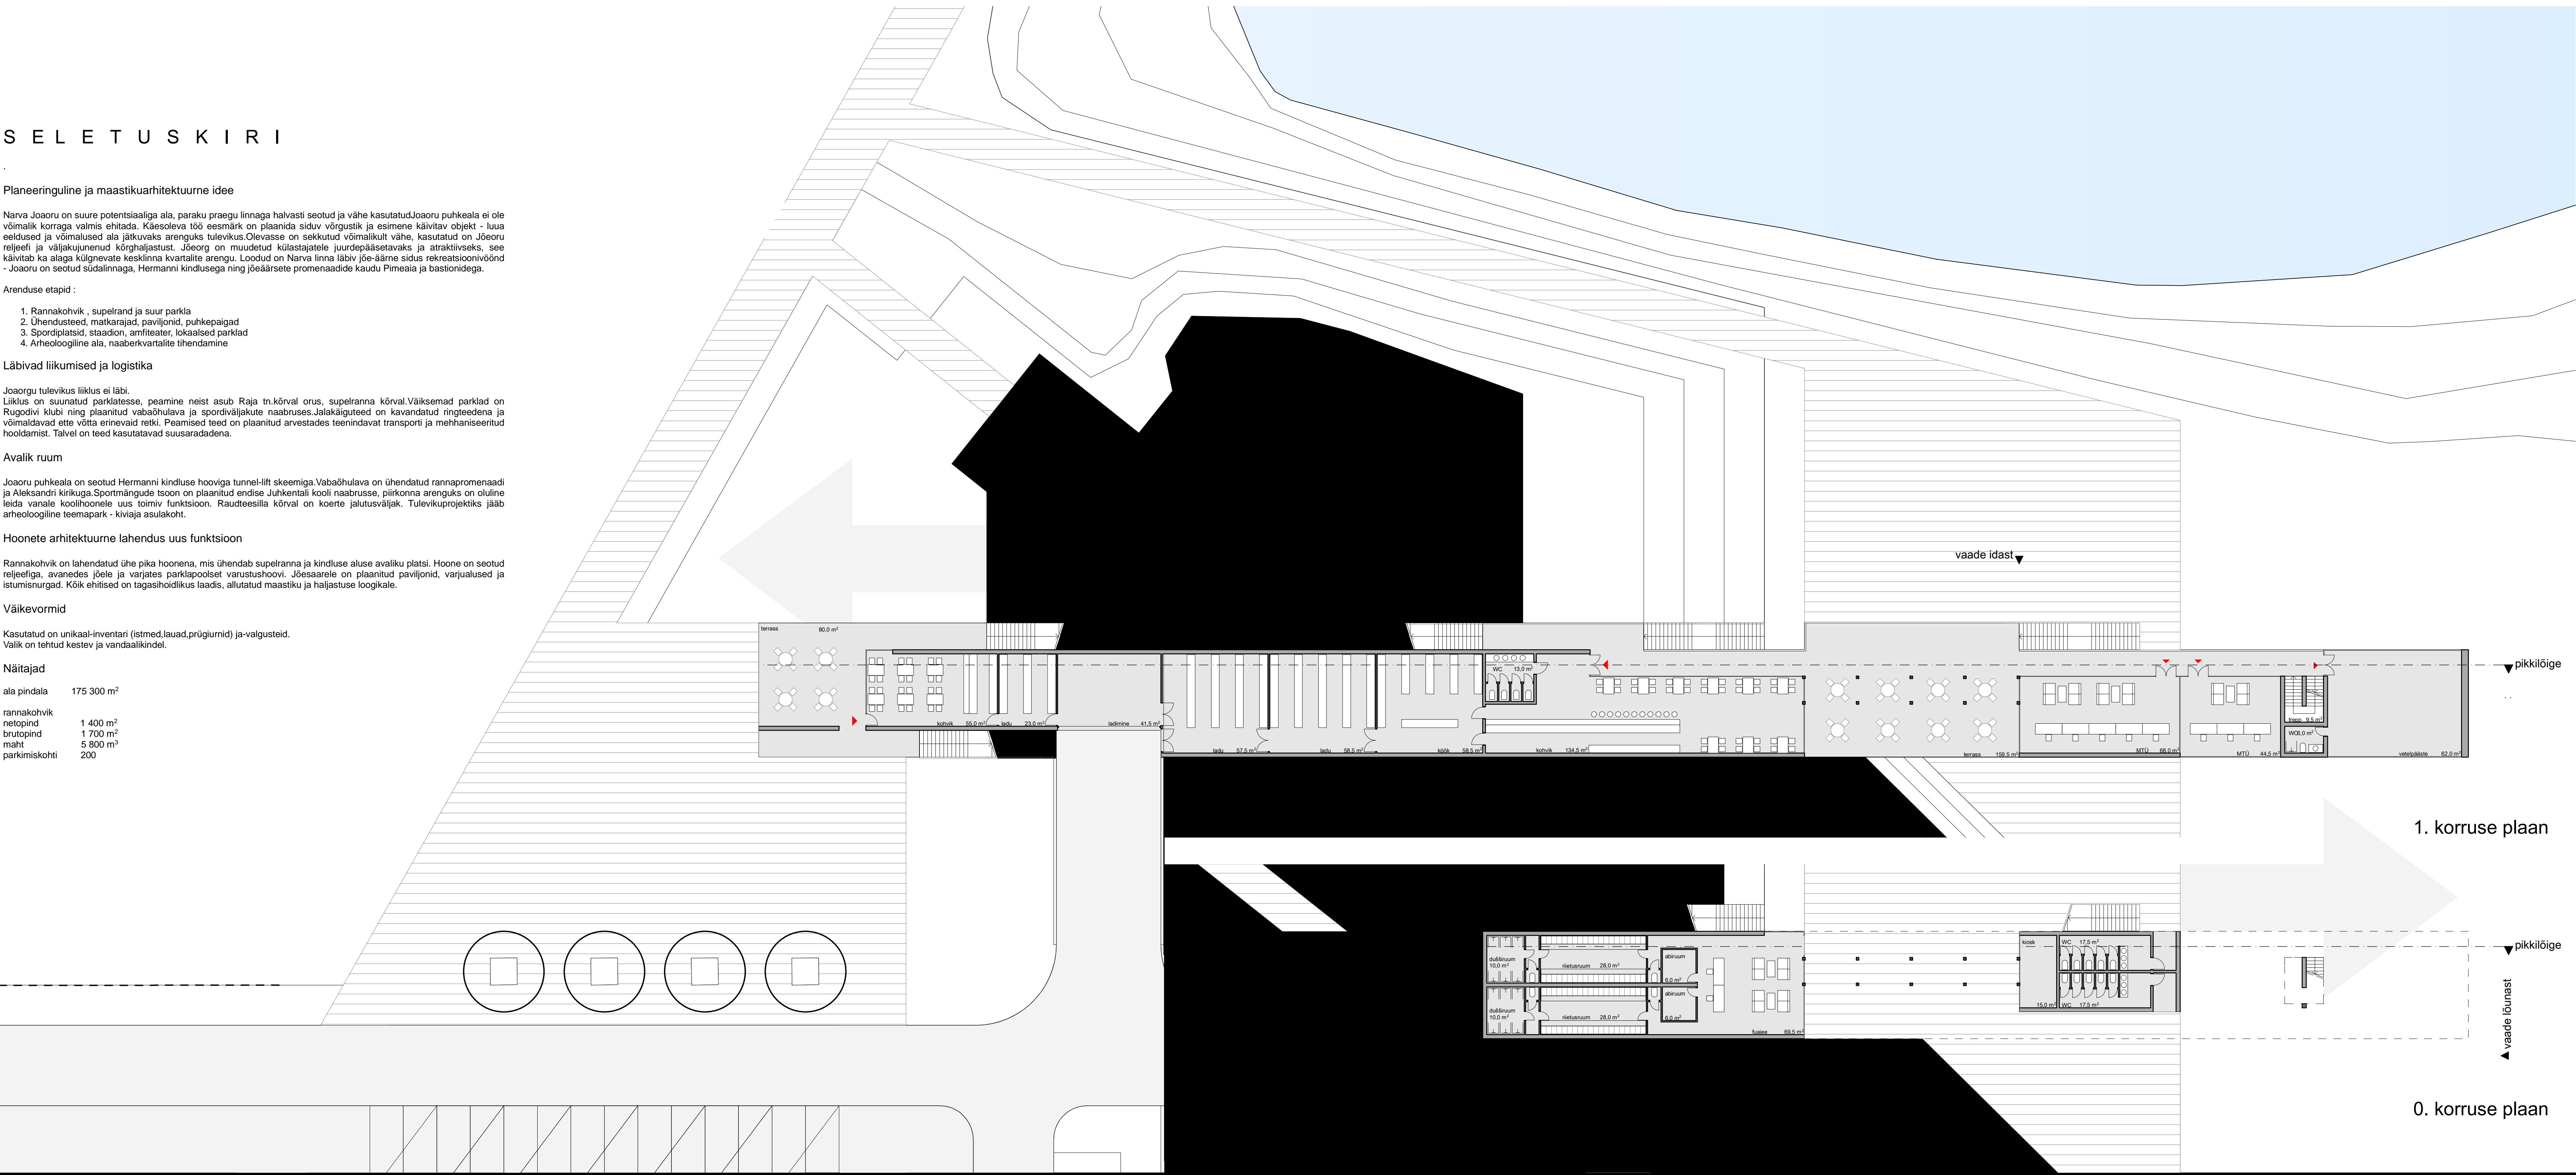 S E L E T U S K I R I
.
Planeeringuline ja maastikuarhitektuurne idee
Narva Joaoru on suure potentsiaaliga ala, paraku praegu linnaga halvasti seotud ja vähe kasutatudJoaoru puhkeala ei ole
võimalik korraga valmis ehitada. Käesoleva töö eesmärk on plaanida siduv võrgustik ja esimene käivitav objekt - luua
eeldused ja võimalused ala jätkuvaks arenguks tulevikus.Olevasse on sekkutud võimalikult vähe, kasutatud on Jõeoru
reljeefi ja väljakujunenud kõrghaljastust. Jõeorg on muudetud külastajatele juurdepääsetavaks ja atraktiivseks, see
käivitab ka alaga külgnevate kesklinna kvartalite arengu. Loodud on Narva linna läbiv jõe-äärne sidus rekreatsioonivöönd
- Joaoru on seotud südalinnaga, Hermanni kindlusega ning jõeäärsete promenaadide kaudu Pimeaia ja bastionidega.
Arenduse etapid :
1. Rannakohvik , supelrand ja suur parkla
2. Ühendusteed, matkarajad, paviljonid, puhkepaigad
3. Spordiplatsid, staadion, amfiteater, lokaalsed parklad
4. Arheoloogiline ala, naaberkvartalite tihendamine
Läbivad liikumised ja logistika
Joaorgu tulevikus liiklus ei läbi.
Liiklus on suunatud parklatesse, peamine neist asub Raja tn.kõrval orus, supelranna kõrval.Väiksemad parklad on
Rugodivi klubi ning plaanitud vabaõhulava ja spordiväljakute naabruses.Jalakäiguteed on kavandatud ringteedena ja
võimaldavad ette võtta erinevaid retki. Peamised teed on plaanitud arvestades teenindavat transporti ja mehhaniseeritud
hooldamist. Talvel on teed kasutatavad suusaradadena.
Avalik ruum
Joaoru puhkeala on seotud Hermanni kindluse hooviga tunnel-lift skeemiga.Vabaõhulava on ühendatud rannapromenaadi
ja Aleksandri kirikuga.Sportmängude tsoon on plaanitud endise Juhkentali kooli naabrusse, piirkonna arenguks on oluline
leida vanale koolihoonele uus toimiv funktsioon. Raudteesilla kõrval on koerte jalutusväljak. Tulevikuprojektiks jääb
arheoloogiline teemapark - kiviaja asulakoht.
Hoonete arhitektuurne lahendus uus funktsioon
Rannakohvik on lahendatud ühe pika hoonena, mis ühendab supelranna ja kindluse aluse avaliku platsi. Hoone on seotud
reljeefiga, avanedes jõele ja varjates parklapoolset varustushoovi. Jõesaarele on plaanitud paviljonid, varjualused ja
istumisnurgad. Kõik ehitised on tagasihoidlikus laadis, allutatud maastiku ja haljastuse loogikale.
Väikevormid
Kasutatud on unikaal-inventari (istmed,lauad,prügiurnid) ja-valgusteid.
Valik on tehtud kestev ja vandaalikindel.
Näitajad
ala pindala 175 300 m²
rannakohvik
netopind 1 400 m²
brutopind 1 700 m²
maht 5 800 m³
parkimiskohti 200
vaade idast
terrass 80,0 m²
WC 13,0 m²
pikkilõige
kohvik 55,0 m² ladu 23,0 m² ladimine 41,5 m²
ladu 57,5 m² ladu 58,5 m² köök 58,5 m² kohvik 134,5 m²
terrass 159,5 m² MTÜ 68,0 m² MTÜ 44,5 m²
trepp 9,5 m²
vetelpääste 62,0 m²
1. korruse plaan
duširuum
10,0 m²
riietusruum 28,0 m²
abiruum
6,0 m²
kiosk
15,0 m²
WC 17,5 m²
pikkilõige
duširuum
10,0 m²
riietusruum 28,0 m²
abiruum
6,0 m²
fuajee 69,5 m²
WC 17,5 m²
vaade lõunast
0. korruse plaan